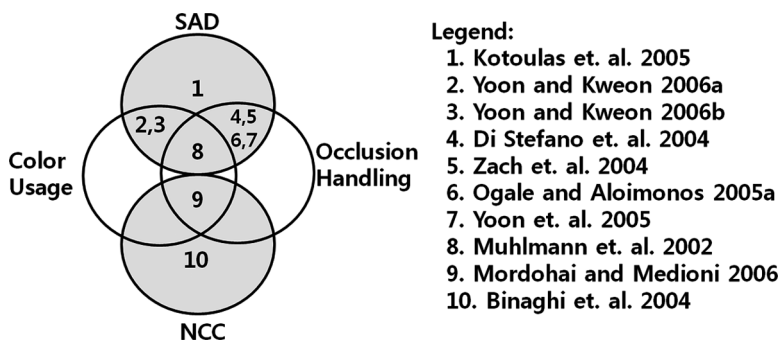 SAD
1
2,3
4,5
6,7
8
Color
Usage
Occlusion
Handling
9
10
NCC
Legend:
1. Kotoulas et. al. 2005
2. Yoon and Kweon 2006a
3. Yoon and Kweon 2006b
4. Di Stefano et. al. 2004
5. Zach et. al. 2004
6. Ogale and Aloimonos 2005a
7. Yoon et. al. 2005
8. Muhlmann et. al. 2002
9. Mordohai and Medioni 2006
10. Binaghi et. al. 2004